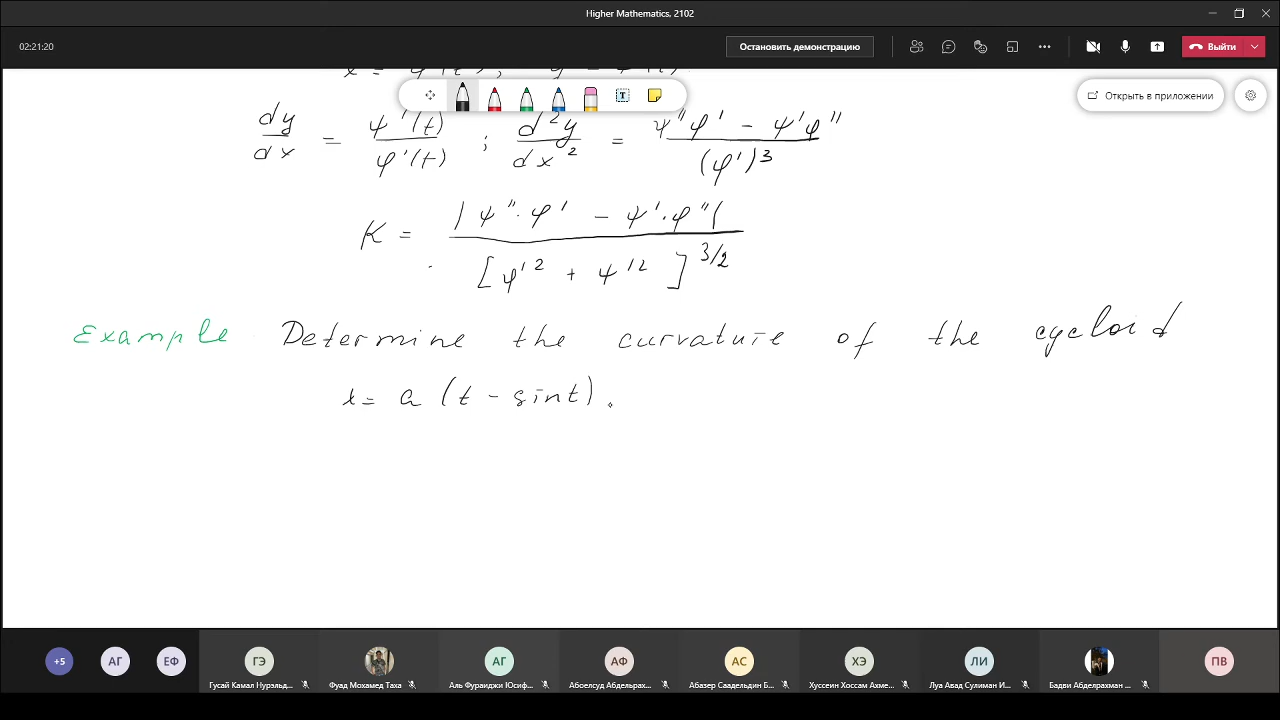 Higher Mathematics, 2102
02:21:20
Остановить демонстрацию
Выйти
Открыть в приложении
dy/dx = ψ'(t)/φ'(t) ; d²y/dx² = ψ''φ' - ψ'φ''/(φ')³
K = |ψ''·φ' - ψ'·φ''|/[φ'² + ψ'²]^3/2
Example Determine the curvature of the cycloid
x = a (t - sint).
+5 АГ ЕФ ГЭ АГ АФ АС ХЭ ЛИ ПВ
Гусай Камал Нурэльд... Фуад Мохамед Таха Аль Фураиджи Юсиф... Абоелсуд Абдельрах... Абазер Саадельдин Б... Хуссеин Хоссам Ахме... Луа Авад Сулиман И... Бадви Абделрахман ...